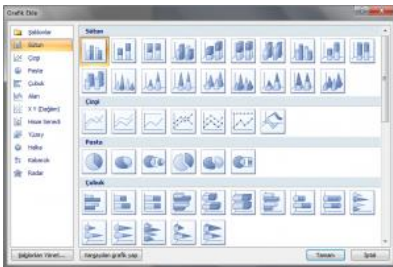 Grafik Ekle
Şablonlar
Sütun
Çizgi
Pasta
Çubuk
Alan
X Y (Dağılım)
Hisse Senedi
Yüzey
Halka
Kabarcık
Radar
Sütun
Çizgi
Pasta
Çubuk
Şablonları Yönet...
Varsayılan grafik yap
Tamam
İptal